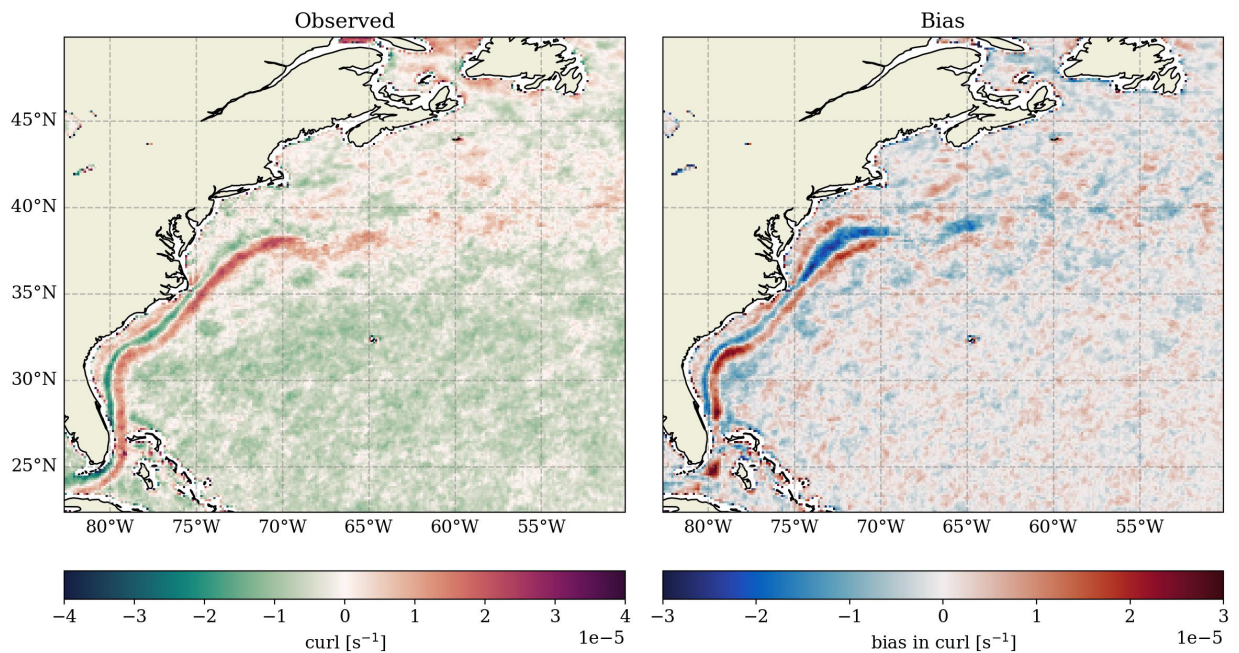 Observed
Bias
45°N
40°N
35°N
30°N
25°N
80°W 75°W 70°W 65°W 60°W 55°W
80°W 75°W 70°W 65°W 60°W 55°W
−4 −3 −2 −1 0 1 2 3 4
curl [s⁻¹]
1e−5
−3 −2 −1 0 1 2 3
bias in curl [s⁻¹]
1e−5